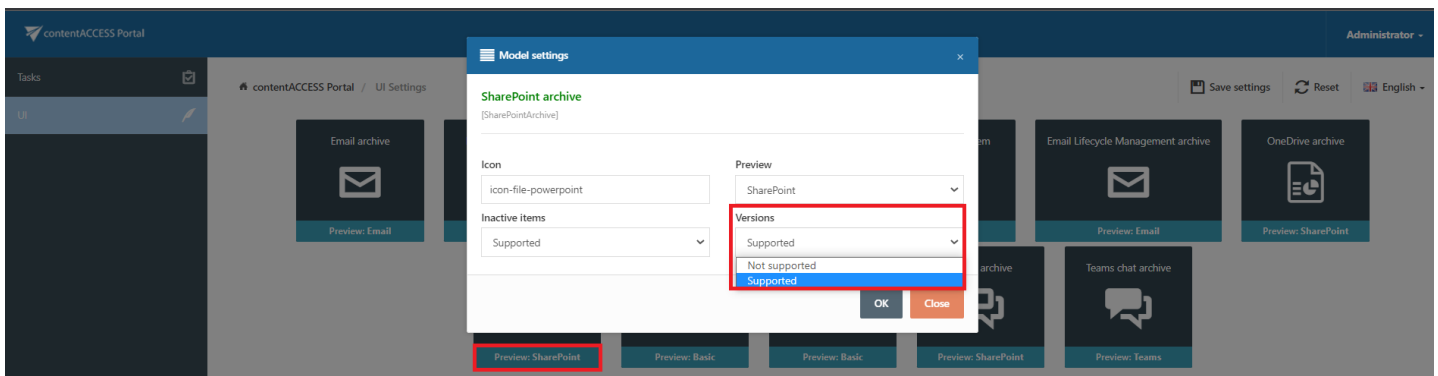 contentACCESS Portal
Administrator
Tasks
UI
contentACCESS Portal / UI Settings
Save settings
Reset
English
Model settings
×
SharePoint archive
[SharePointArchive]
Icon
icon-file-powerpoint
Preview
SharePoint
Inactive items
Supported
Versions
Supported
Not supported
Supported
OK
Close
Email archive
Preview: Email
Email Lifecycle Management archive
Preview: Email
OneDrive archive
Preview: SharePoint
archive
Teams chat archive
Preview: SharePoint
Preview: Basic
Preview: Basic
Preview: SharePoint
Preview: Teams